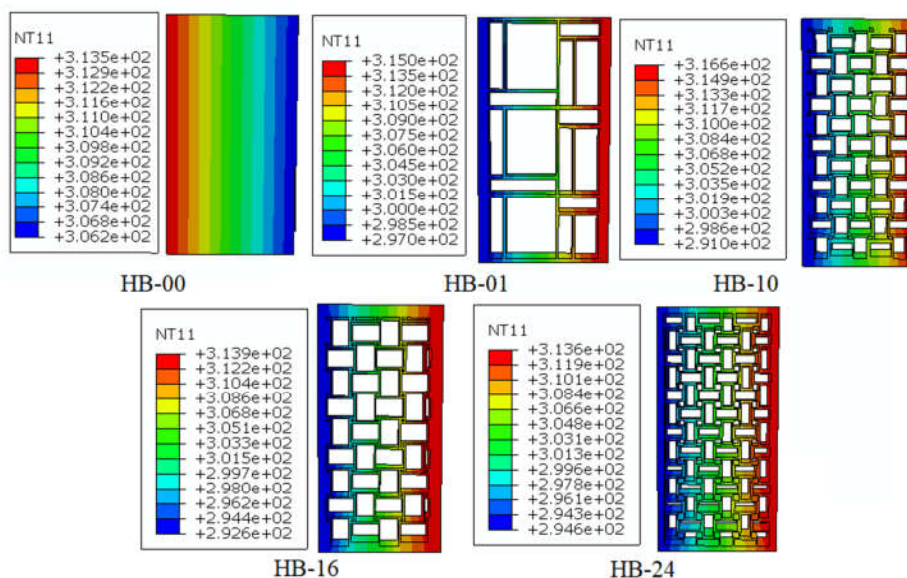 NT11
+3.135e+02
+3.129e+02
+3.122e+02
+3.116e+02
+3.110e+02
+3.104e+02
+3.098e+02
+3.092e+02
+3.086e+02
+3.080e+02
+3.074e+02
+3.068e+02
+3.062e+02
HB-00
NT11
+3.150e+02
+3.135e+02
+3.120e+02
+3.105e+02
+3.090e+02
+3.075e+02
+3.060e+02
+3.045e+02
+3.030e+02
+3.015e+02
+3.000e+02
+2.985e+02
+2.970e+02
HB-01
NT11
+3.166e+02
+3.149e+02
+3.133e+02
+3.117e+02
+3.100e+02
+3.084e+02
+3.068e+02
+3.052e+02
+3.035e+02
+3.019e+02
+3.003e+02
+2.986e+02
+2.910e+02
HB-10
NT11
+3.139e+02
+3.122e+02
+3.104e+02
+3.086e+02
+3.068e+02
+3.051e+02
+3.033e+02
+3.015e+02
+2.997e+02
+2.980e+02
+2.962e+02
+2.944e+02
+2.926e+02
HB-16
NT11
+3.136e+02
+3.119e+02
+3.101e+02
+3.084e+02
+3.066e+02
+3.048e+02
+3.031e+02
+3.013e+02
+2.996e+02
+2.978e+02
+2.961e+02
+2.943e+02
+2.946e+02
HB-24